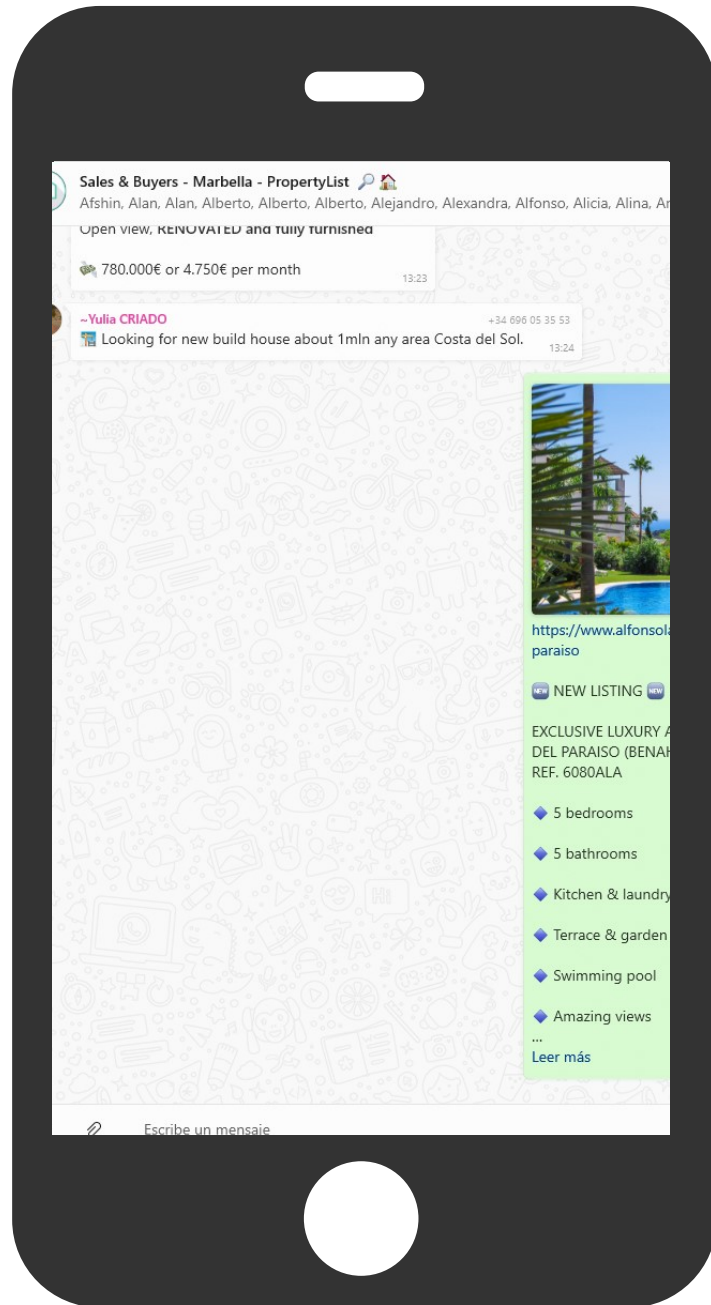 Sales & Buyers - Marbella - PropertyList 🔎 🏠
Afshin, Alan, Alan, Alberto, Alberto, Alberto, Alejandro, Alexandra, Alfonso, Alicia, Alina, Ar
Open view, RENOVATED and fully furnished
💸 780.000€ or 4.750€ per month
13:23
~Yulia CRIADO
+34 696 05 35 53
🏗 Looking for new build house about 1mln any area Costa del Sol.
13:24
https://www.alfonsola
paraiso
🆕 NEW LISTING 🆕
EXCLUSIVE LUXURY A
DEL PARAISO (BENAH
REF. 6080ALA
🔷 5 bedrooms
🔷 5 bathrooms
🔷 Kitchen & laundry
🔷 Terrace & garden
🔷 Swimming pool
🔷 Amazing views
...
Leer más
Escribe un mensaje